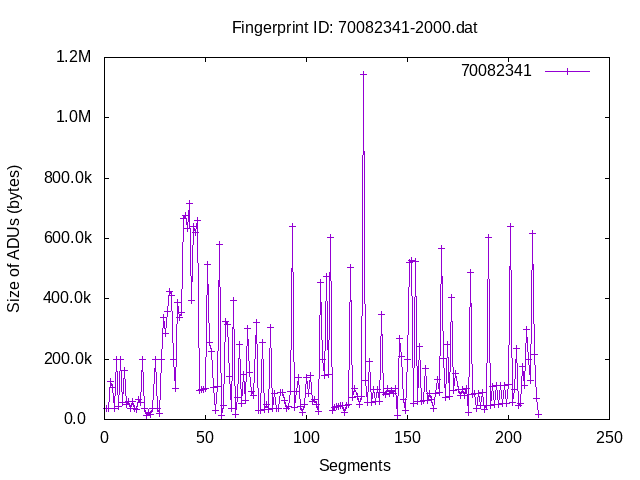 Fingerprint ID: 70082341-2000.dat
1.2M
70082341
1.0M
800.0k
600.0k
400.0k
200.0k
0.0
Size of ADUs (bytes)
0 50 100 150 200 250
Segments